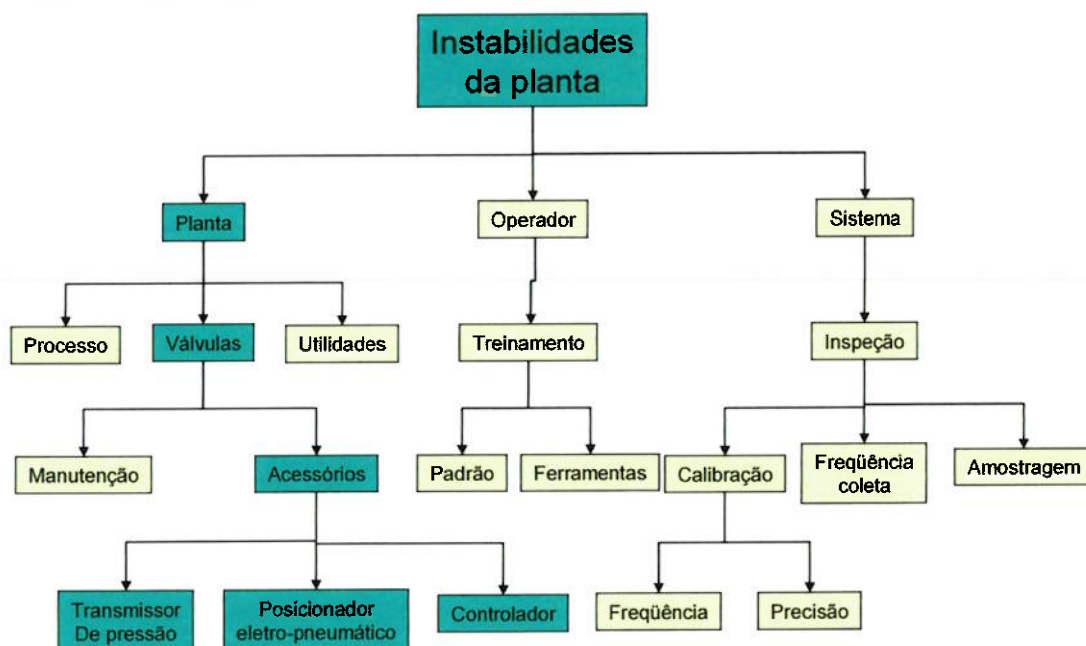 Instabilidades
da planta
Planta
Operador
Sistema
Processo
Válvulas
Utilidades
Treinamento
Inspeção
Manutenção
Acessórios
Padrão
Ferramentas
Calibração
Freqüência
coleta
Amostragem
Transmissor
De pressão
Posicionador
eletro-pneumático
Controlador
Freqüência
Precisão